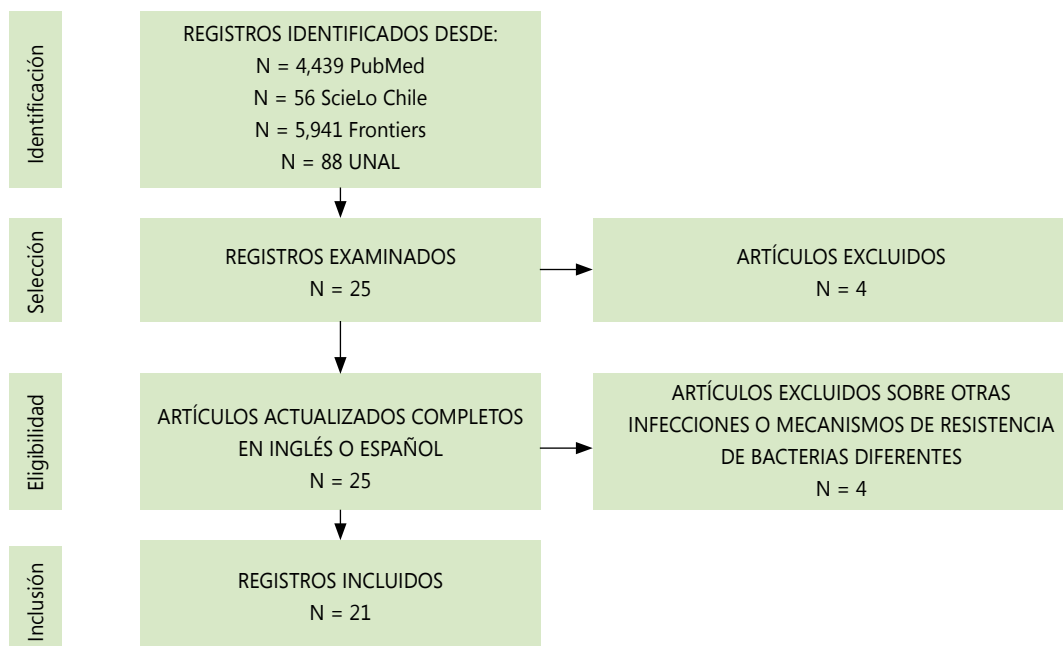 Identificación
REGISTROS IDENTIFICADOS DESDE:
N = 4,439 PubMed
N = 56 ScieLo Chile
N = 5,941 Frontiers
N = 88 UNAL
Selección
REGISTROS EXAMINADOS
N = 25
ARTÍCULOS EXCLUIDOS
N = 4
Eligibilidad
ARTÍCULOS ACTUALIZADOS COMPLETOS
EN INGLÉS O ESPAÑOL
N = 25
ARTÍCULOS EXCLUIDOS SOBRE OTRAS
INFECCIONES O MECANISMOS DE RESISTENCIA
DE BACTERIAS DIFERENTES
N = 4
Inclusión
REGISTROS INCLUIDOS
N = 21